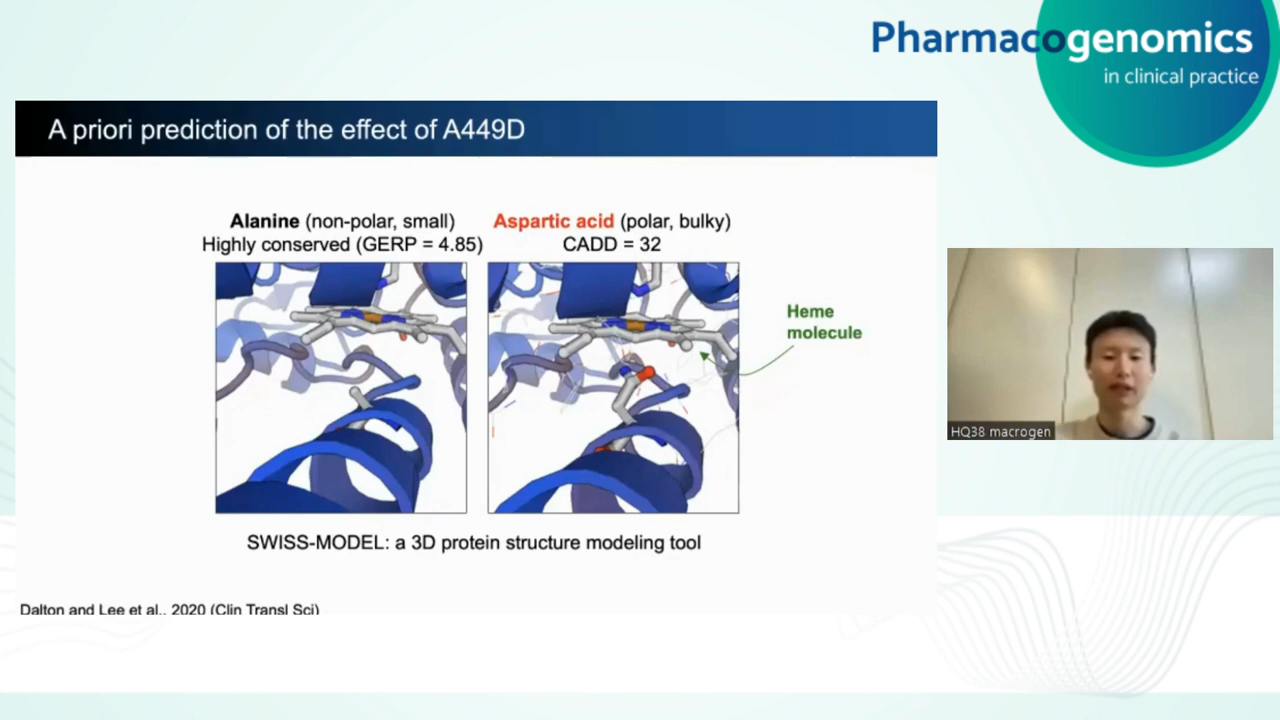 Pharmacogenomics
in clinical practice
A priori prediction of the effect of A449D
Alanine (non-polar, small)
Highly conserved (GERP = 4.85)
Aspartic acid (polar, bulky)
CADD = 32
Heme
molecule
SWISS-MODEL: a 3D protein structure modeling tool
Dalton and Lee et al., 2020 (Clin Transl Sci)
HQ38 macrogen